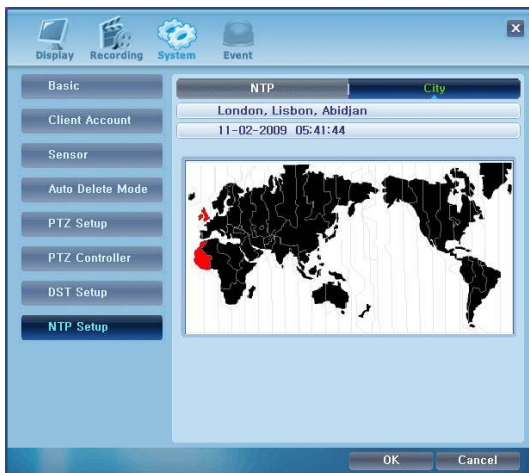 Display Recording System Event
Basic
Client Account
Sensor
Auto Delete Mode
PTZ Setup
PTZ Controller
DST Setup
NTP Setup
NTP City
London, Lisbon, Abidjan
11-02-2009 05:41:44
OK Cancel